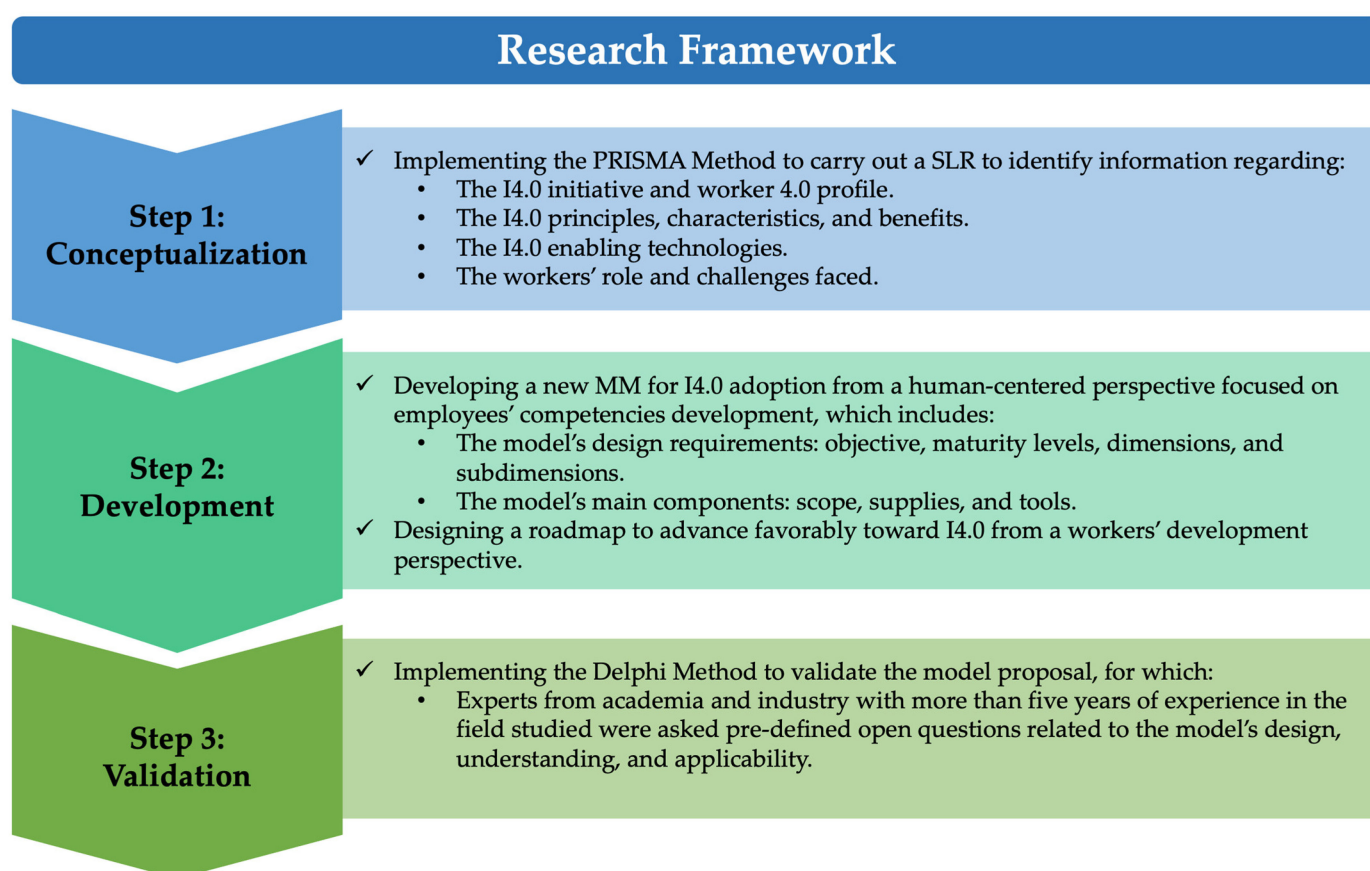 Research Framework
Step 1:
Conceptualization
✓ Implementing the PRISMA Method to carry out a SLR to identify information regarding:
• The I4.0 initiative and worker 4.0 profile.
• The I4.0 principles, characteristics, and benefits.
• The I4.0 enabling technologies.
• The workers’ role and challenges faced.
Step 2:
Development
✓ Developing a new MM for I4.0 adoption from a human-centered perspective focused on
employees’ competencies development, which includes:
• The model’s design requirements: objective, maturity levels, dimensions, and
subdimensions.
• The model’s main components: scope, supplies, and tools.
✓ Designing a roadmap to advance favorably toward I4.0 from a workers’ development
perspective.
Step 3:
Validation
✓ Implementing the Delphi Method to validate the model proposal, for which:
• Experts from academia and industry with more than five years of experience in the
field studied were asked pre-defined open questions related to the model’s design,
understanding, and applicability.